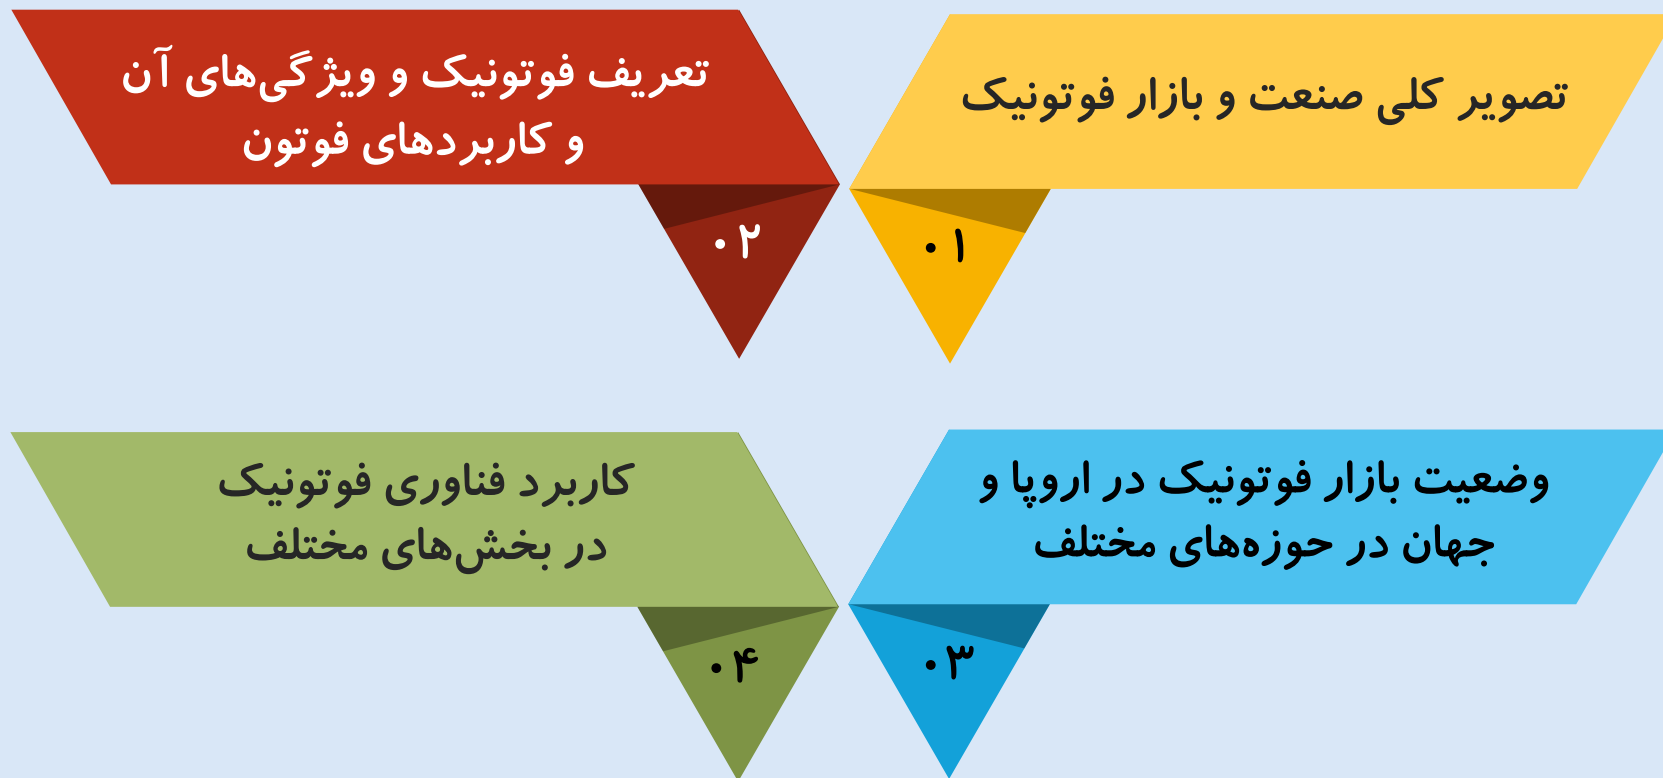 تصویر کلی صنعت و بازار فوتونیک
۰۱
تعریف فوتونیک و ویژگی‌های آن
و کاربردهای فوتون
۰۲
وضعیت بازار فوتونیک در اروپا و
جهان در حوزه‌های مختلف
۰۳
کاربرد فناوری فوتونیک
در بخش‌های مختلف
۰۴